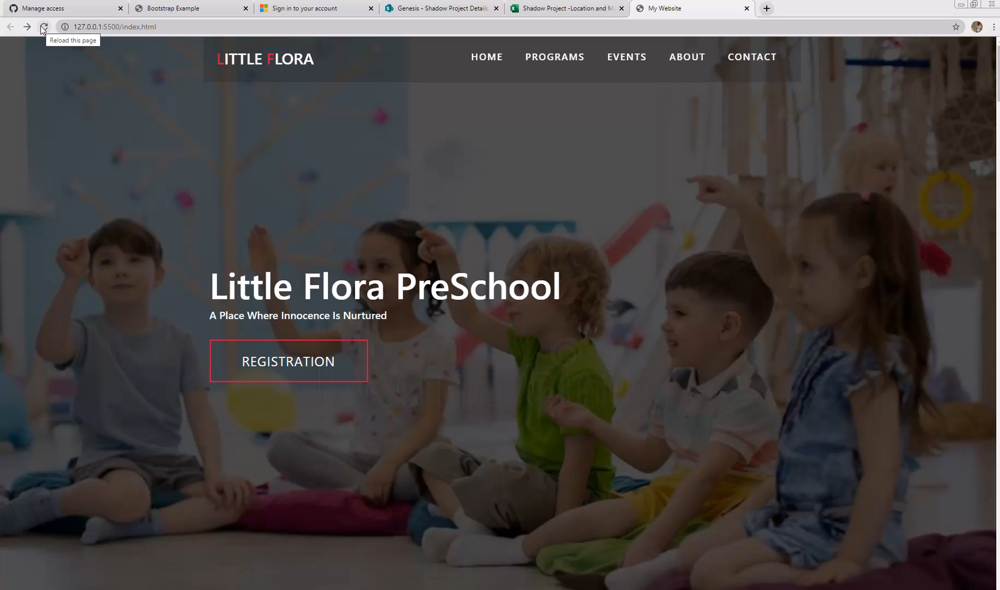 Manage access
Bootstrap Example
Sign in to your account
Genesis - Shadow Project Details
Shadow Project -Location and M
My Website
127.0.0.1:5500/index.html
Reload this page
LITTLE FLORA
HOME
PROGRAMS
EVENTS
ABOUT
CONTACT
Little Flora PreSchool
A Place Where Innocence Is Nurtured
REGISTRATION